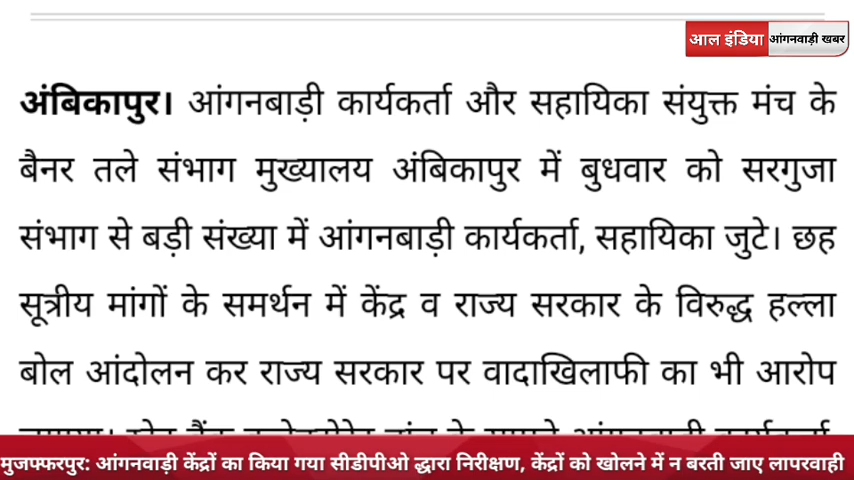 आल इंडिया आंगनवाड़ी खबर
अंबिकापुर। आंगनबाड़ी कार्यकर्ता और सहायिका संयुक्त मंच के
बैनर तले संभाग मुख्यालय अंबिकापुर में बुधवार को सरगुजा
संभाग से बड़ी संख्या में आंगनबाड़ी कार्यकर्ता, सहायिका जुटे। छह
सूत्रीय मांगों के समर्थन में केंद्र व राज्य सरकार के विरुद्ध हल्ला
बोल आंदोलन कर राज्य सरकार पर वादाखिलाफी का भी आरोप
मुजफ्फरपुर: आंगनवाड़ी केंद्रों का किया गया सीडीपीओ द्धारा निरीक्षण, केंद्रों को खोलने में न बरती जाए लापरवाही